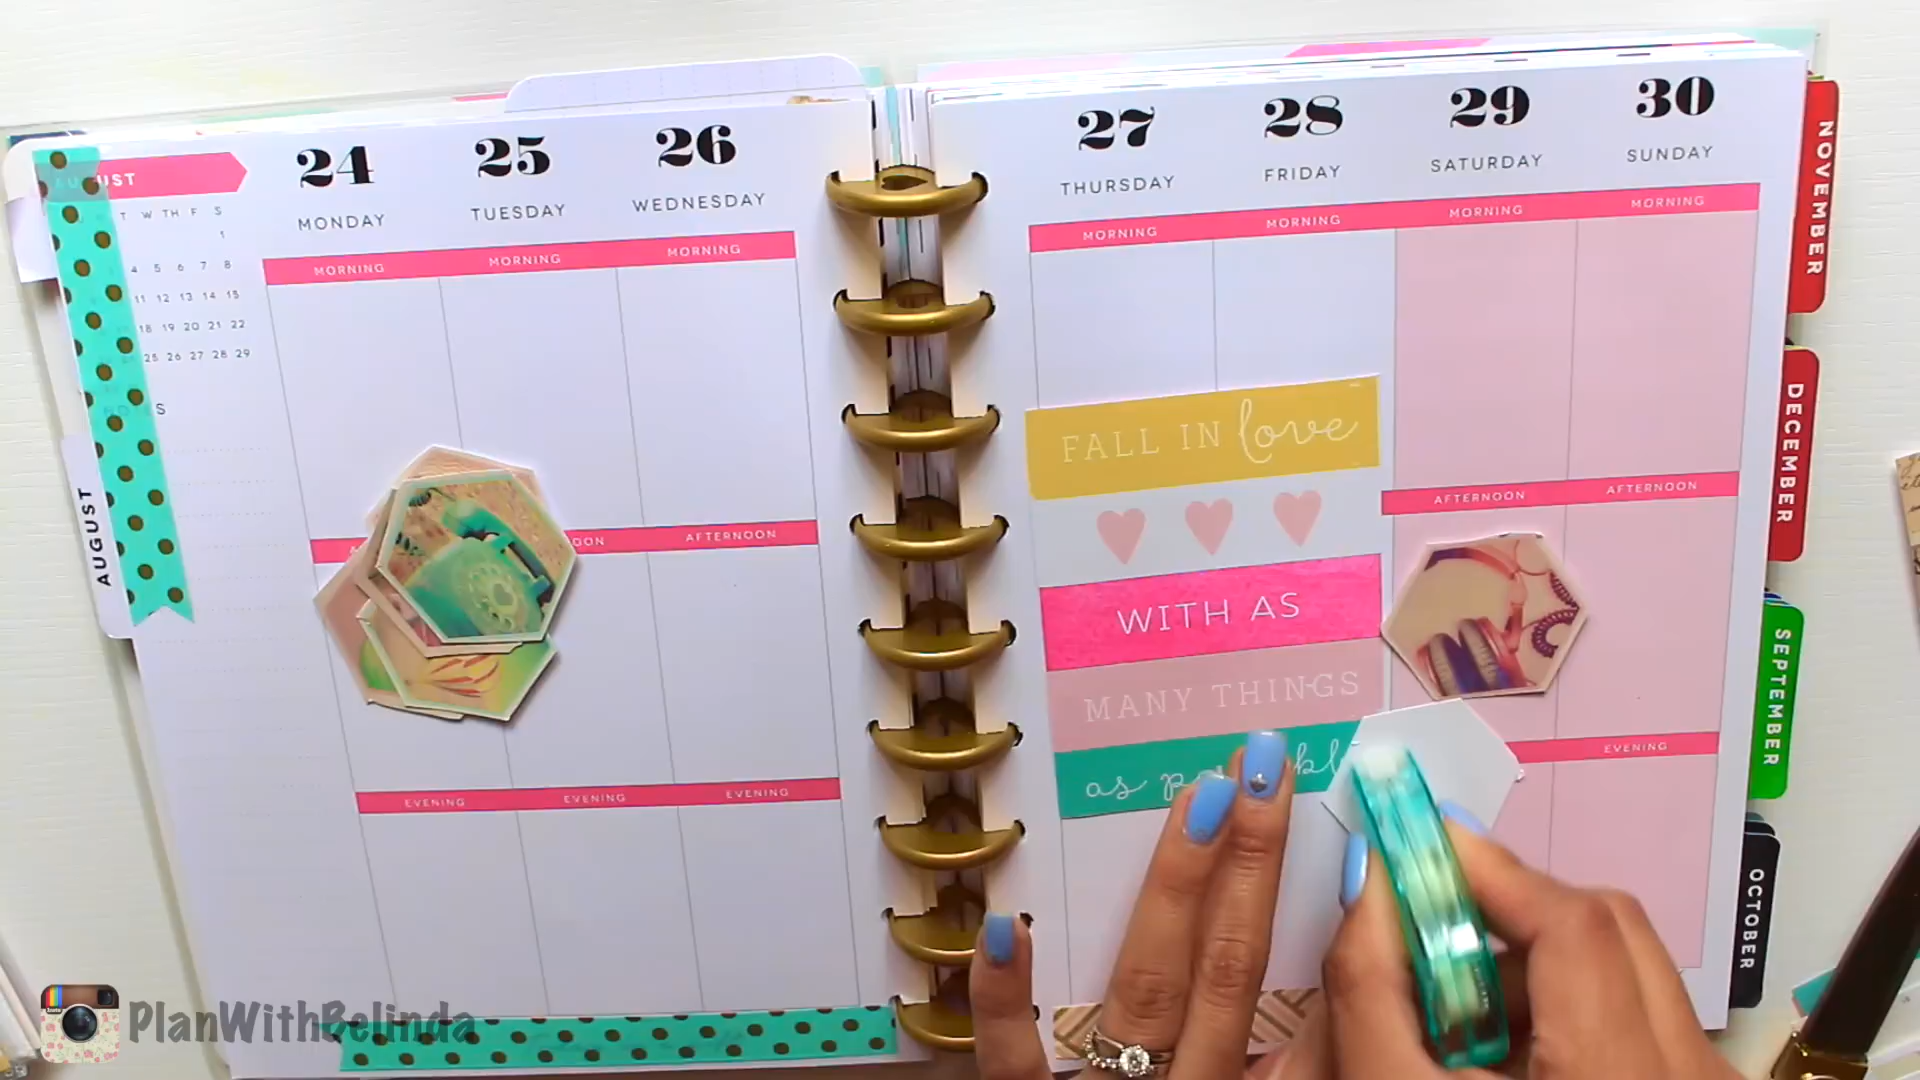 AUGUST
T W TH F S
1
4 5 6 7 8
11 12 13 14 15
18 19 20 21 22
25 26 27 28 29
NOTES
AUGUST
24 25 26
MONDAY TUESDAY WEDNESDAY
MORNING MORNING MORNING
AFTERNOON
EVENING EVENING EVENING
27 28 29 30
THURSDAY FRIDAY SATURDAY SUNDAY
MORNING MORNING MORNING MORNING
FALL IN love
AFTERNOON AFTERNOON
WITH AS
MANY THINGS
as
EVENING
NOVEMBER
DECEMBER
SEPTEMBER
OCTOBER
PlanWithBelinda